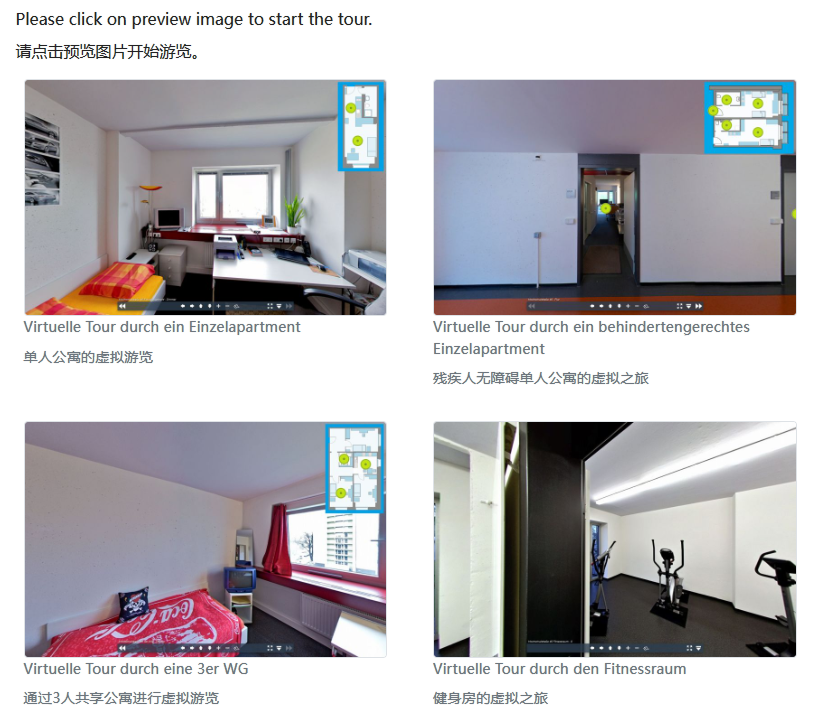 Please click on preview image to start the tour.
请点击预览图片开始游览。
Virtuelle Tour durch ein Einzelapartment
单人公寓的虚拟游览
Virtuelle Tour durch ein behindertengerechtes
Einzelapartment
残疾人无障碍单人公寓的虚拟之旅
Coca-Cola
Virtuelle Tour durch eine 3er WG
通过3人共享公寓进行虚拟游览
Virtuelle Tour durch den Fitnessraum
健身房的虚拟之旅